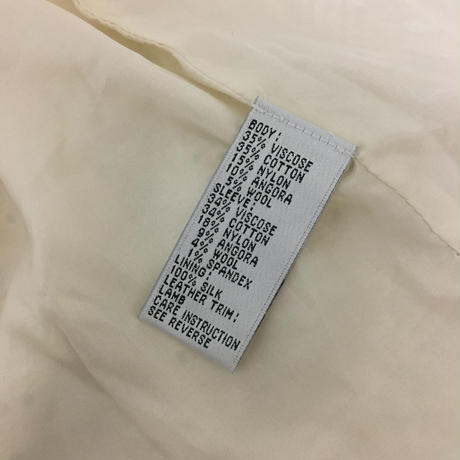 BODY:
35% VISCOSE
35% COTTON
15% NYLON
10% ANGORA
5% WOOL
SLEEVE:
34% VISCOSE
34% COTTON
18% NYLON
9% ANGORA
4% WOOL
1% SPANDEX
LINING:
100% SILK
LEATHER TRIM:
LAMB
CARE INSTRUCTION
SEE REVERSE